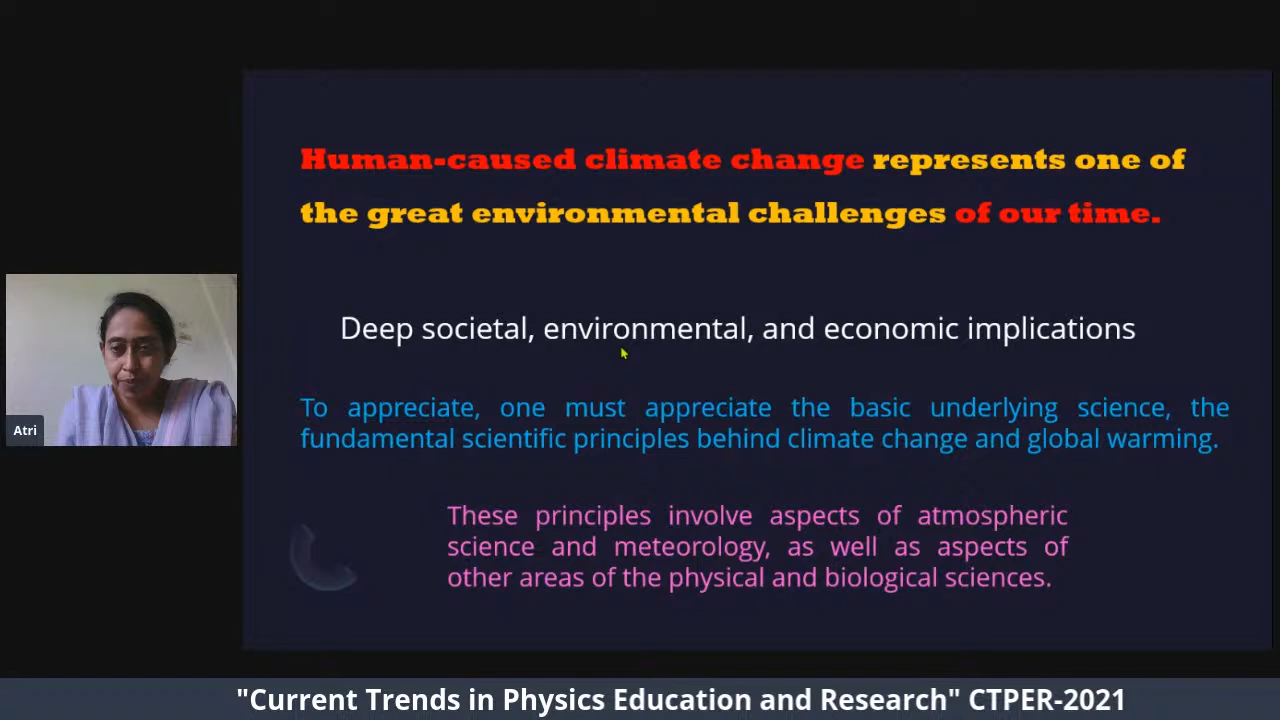 Human-caused climate change represents one of
the great environmental challenges of our time.
Deep societal, environmental, and economic implications
To appreciate, one must appreciate the basic underlying science, the
fundamental scientific principles behind climate change and global warming.
These principles involve aspects of atmospheric
science and meteorology, as well as aspects of
other areas of the physical and biological sciences.
Atri
"Current Trends in Physics Education and Research" CTPER-2021